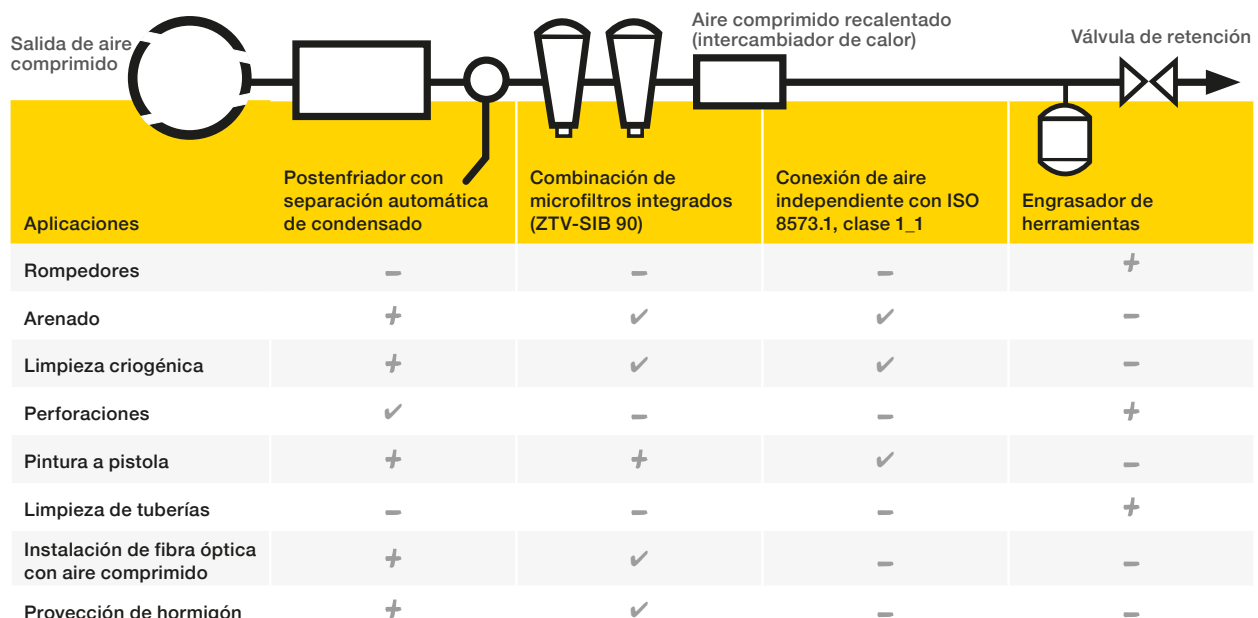 Salida de aire
comprimido
Aire comprimido recalentado
(intercambiador de calor)
Válvula de retención
Aplicaciones
Postenfriador con
separación automática
de condensado
Combinación de
microfiltros integrados
(ZTV-SIB 90)
Conexión de aire
independiente con ISO
8573.1, clase 1_1
Engrasador de
herramientas
Rompedores – – – +
Arenado + ✔ ✔ –
Limpieza criogénica + ✔ ✔ –
Perforaciones ✔ – – +
Pintura a pistola + + ✔ –
Limpieza de tuberías – – – +
Instalación de fibra óptica
con aire comprimido + ✔ – –
Proyección de hormigón + ✔ – –